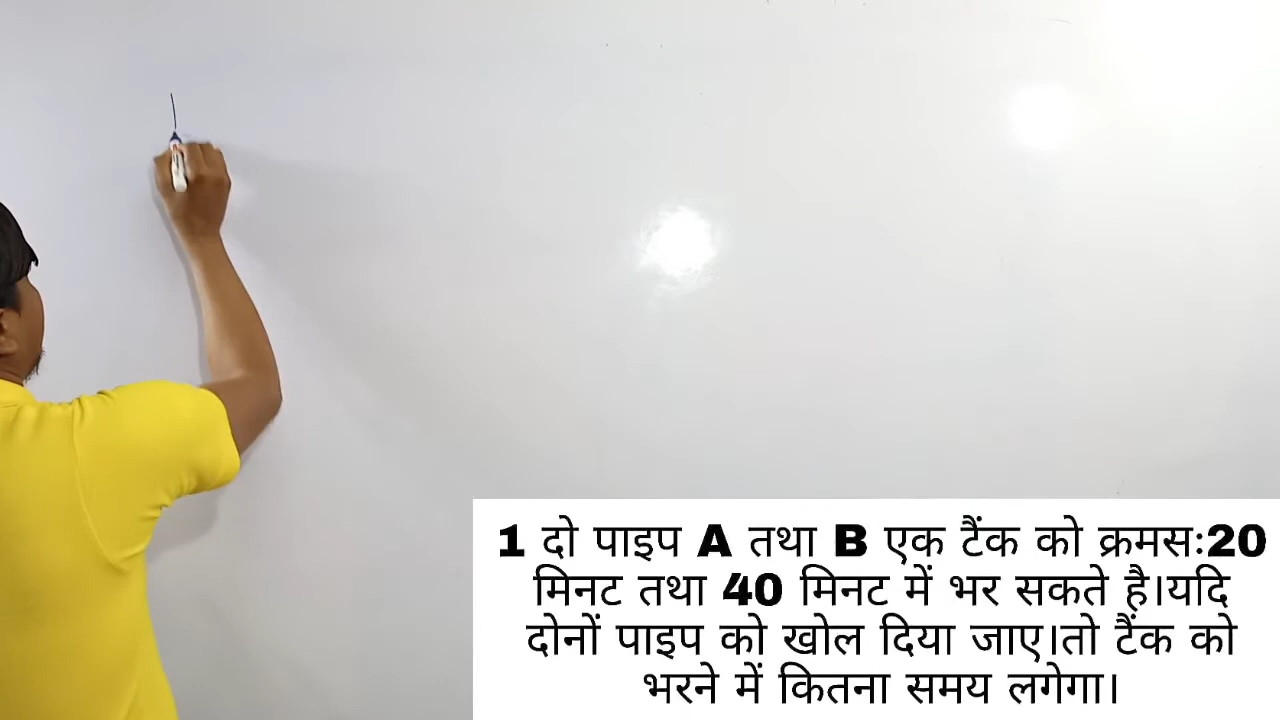 1 दो पाइप A तथा B एक टैंक को क्रमसः20
मिनट तथा 40 मिनट में भर सकते है।यदि
दोनों पाइप को खोल दिया जाए।तो टैंक को
भरने में कितना समय लगेगा।